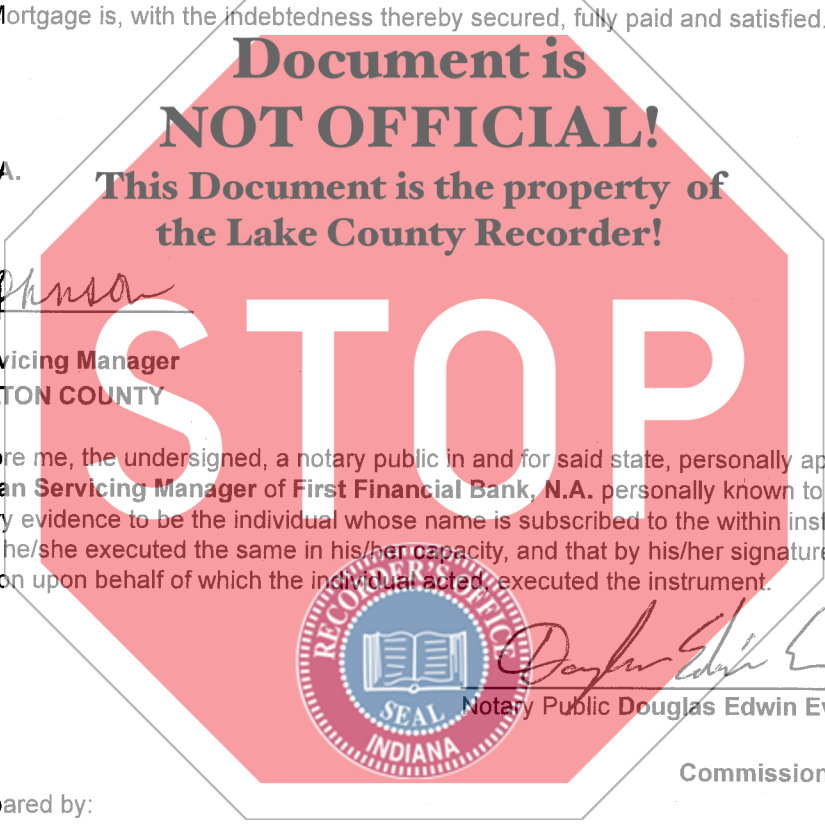 Mortgage is, with the indebtedness thereby secured, fully paid and satisfied.
Document is
NOT OFFICIAL!
A.
This Document is the property of
the Lake County Recorder!
STOP
vicing Manager
TON COUNTY
re me, the undersigned, a notary public in and for said state, personally ap
an Servicing Manager of First Financial Bank, N.A. personally known to
y evidence to be the individual whose name is subscribed to the within inst
he/she executed the same in his/her capacity, and that by his/her signature
on upon behalf of which the individual acted, executed the instrument.
RECORDER'S OFFICE
SEAL
INDIANA
Notary Public Douglas Edwin Ev
Commission
ared by: